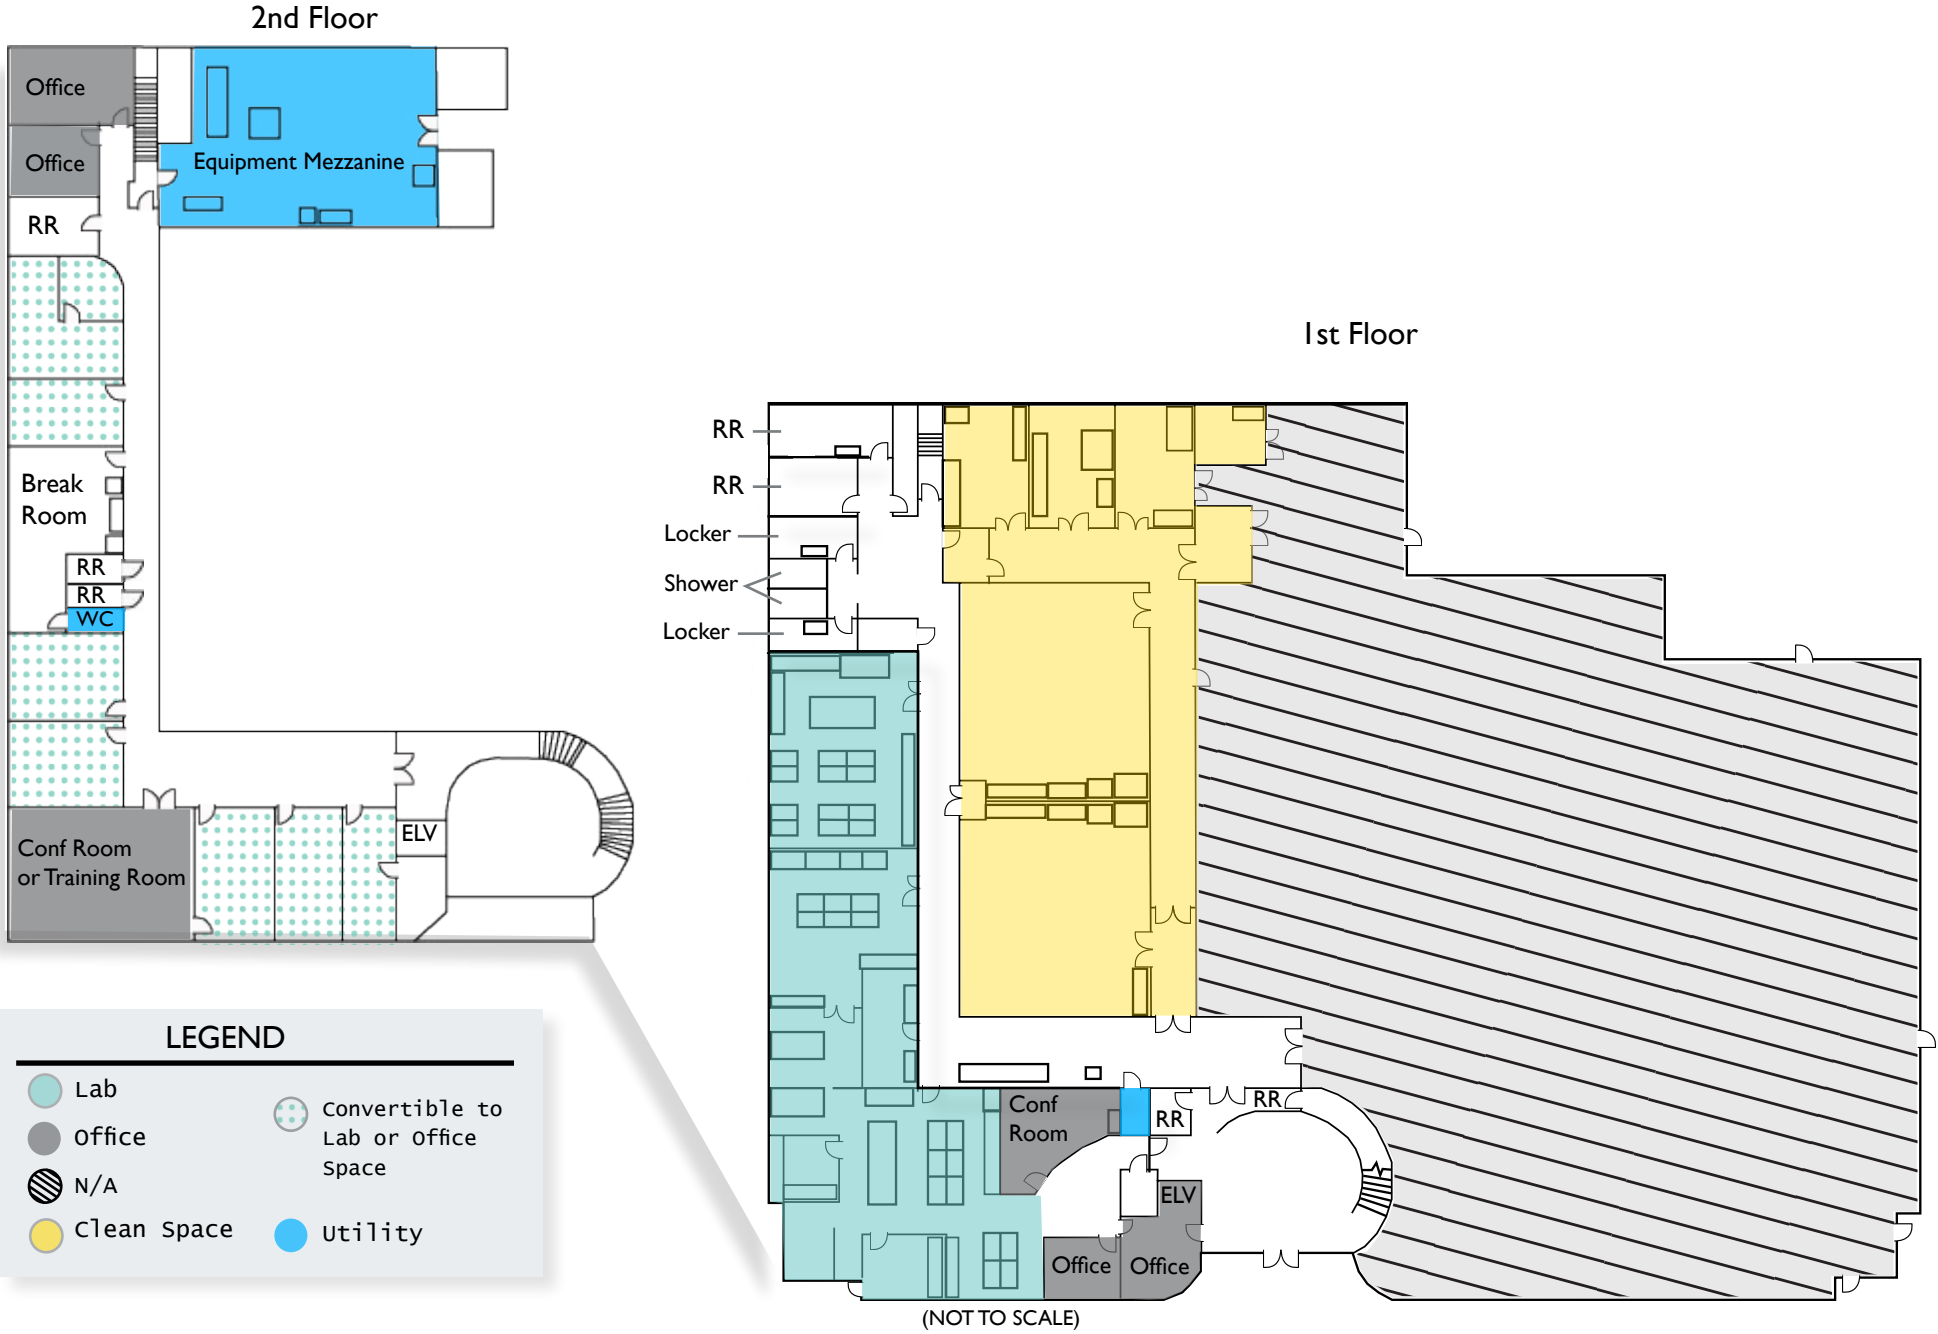 2nd Floor
Office
Office
Equipment Mezzanine
RR
Break
Room
RR
RR
WC
Conf Room
or Training Room
ELV
1st Floor
RR
RR
Locker
Shower
Locker
Conf
Room
RR
RR
ELV
Office
Office
(NOT TO SCALE)
LEGEND
Lab
Office
N/A
Clean Space
Convertible to
Lab or Office
Space
Utility